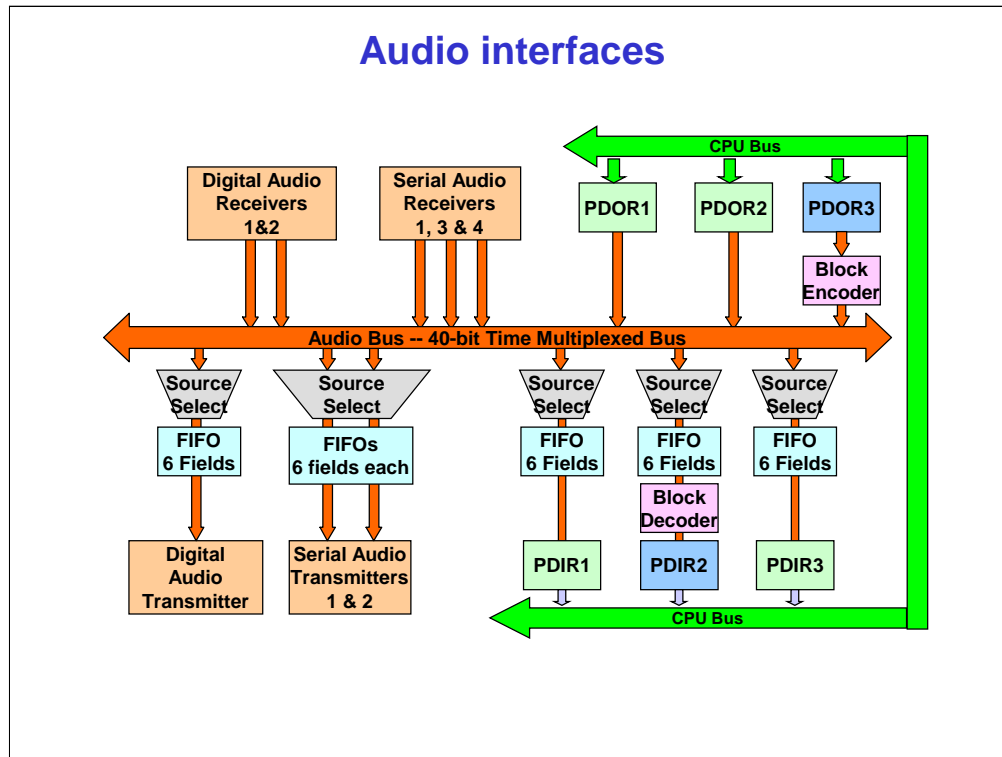 Audio interfaces
CPU Bus
Digital Audio
Receivers
1&2
Serial Audio
Receivers
1, 3 & 4
PDOR1
PDOR2
PDOR3
Block
Encoder
Audio Bus -- 40-bit Time Multiplexed Bus
Source
Select
Source
Select
Source
Select
Source
Select
Source
Select
FIFO
6 Fields
FIFOs
6 fields each
FIFO
6 Fields
FIFO
6 Fields
FIFO
6 Fields
Block
Decoder
Digital
Audio
Transmitter
Serial Audio
Transmitters
1 & 2
PDIR1
PDIR2
PDIR3
CPU Bus